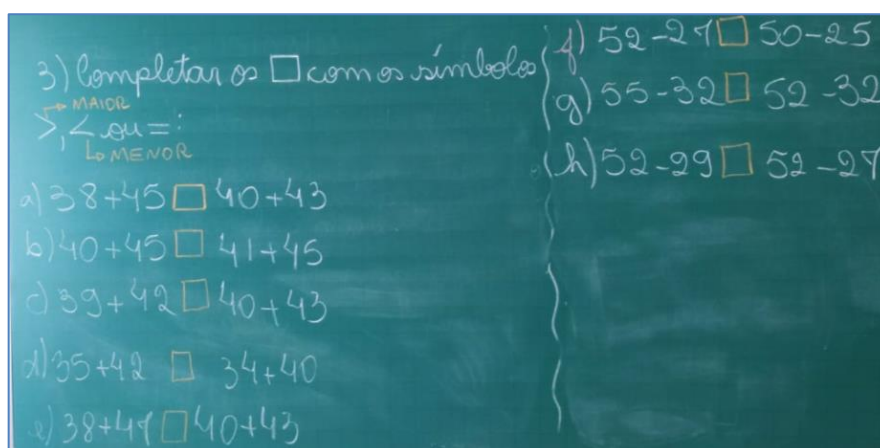 3) Completar os □ com os símbolos
MAIOR
>, < ou = :
MENOR
a) 38+45 □ 40+43
b) 40+45 □ 41+45
c) 39+42 □ 40+43
d) 35+42 □ 34+40
e) 38+47 □ 40+43
f) 52-27 □ 50-25
g) 55-32 □ 52-32
h) 52-29 □ 52-27